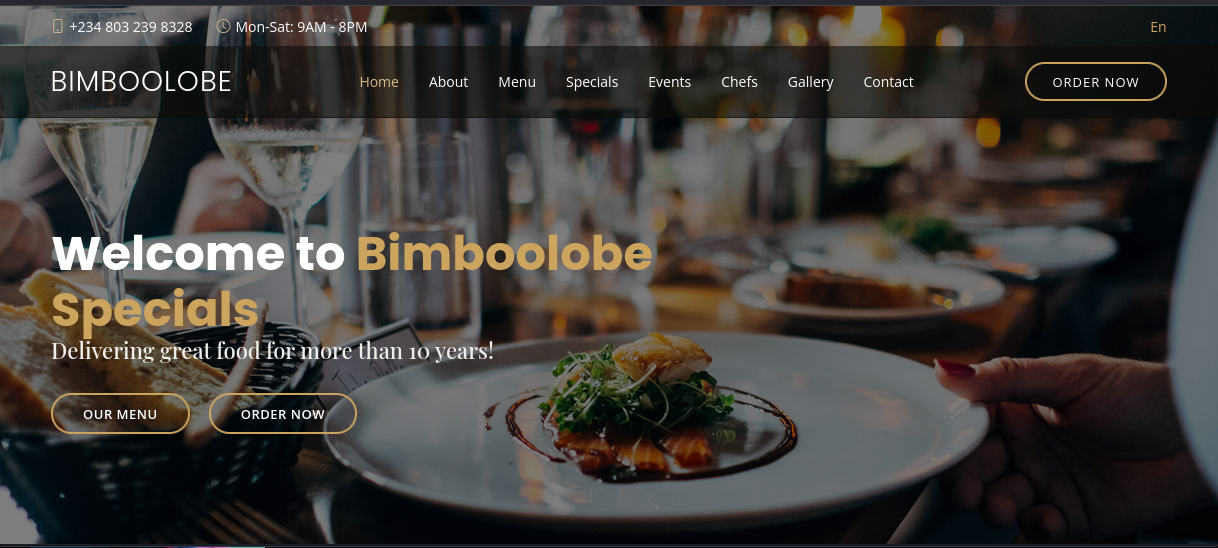 +234 803 239 8328 Mon-Sat: 9AM - 8PM En
BIMBOOLOBE Home About Menu Specials Events Chefs Gallery Contact ORDER NOW
Welcome to Bimboolobe
Specials
Delivering great food for more than 10 years!
OUR MENU ORDER NOW